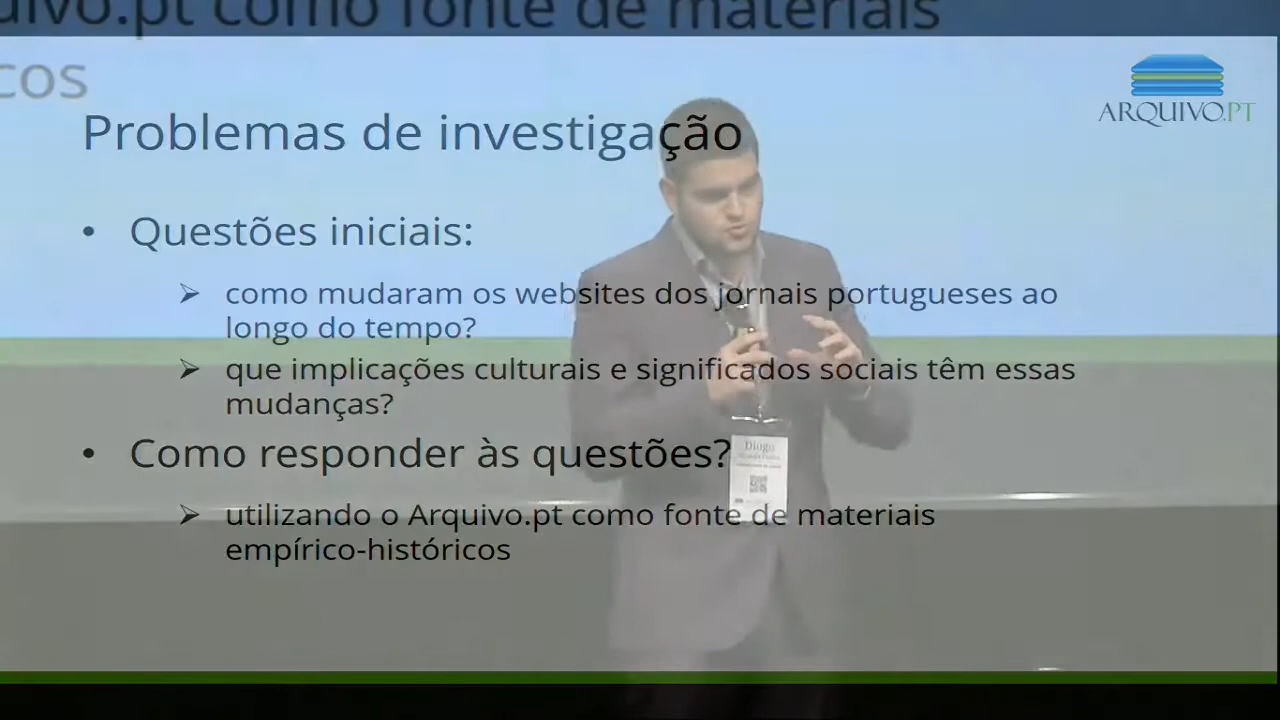 uivo.pt como fonte de materiais
cos
ARQUIVO.PT
Problemas de investigação
• Questões iniciais:
➢ como mudaram os websites dos jornais portugueses ao
longo do tempo?
➢ que implicações culturais e significados sociais têm essas
mudanças?
• Como responder às questões?
Diogo
➢ utilizando o Arquivo.pt como fonte de materiais
empírico-históricos